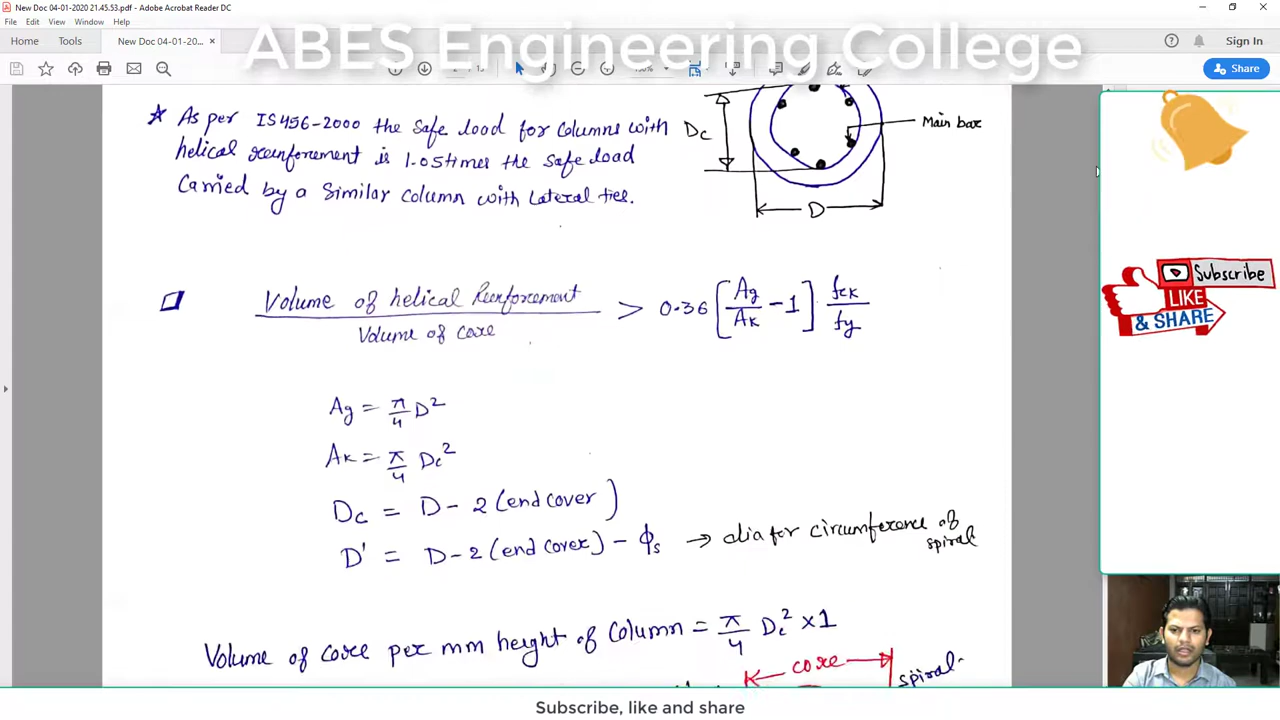 New Doc 04-01-2020 21.45.53.pdf - Adobe Acrobat Reader DC
File Edit View Window Help
Home Tools New Doc 04-01-20... × Sign In
ABES Engineering College
Share
★ As per IS456-2000 the safe load for columns with
helical reinforcement is 1.05 times the safe load
Carried by a Similar Column with Lateral ties.
Dc
Main bar
D
Volume of helical Reinforcement / Volume of core > 0.36 [Ag/Ak - 1] fck/fy
Ag = π/4 D²
Ak = π/4 Dc²
Dc = D - 2 (end cover)
D' = D - 2 (end cover) - ϕs → dia for circumference of spiral
Volume of core per mm height of Column = π/4 Dc² × 1
core
spiral
Subscribe
LIKE
& SHARE
Subscribe, like and share